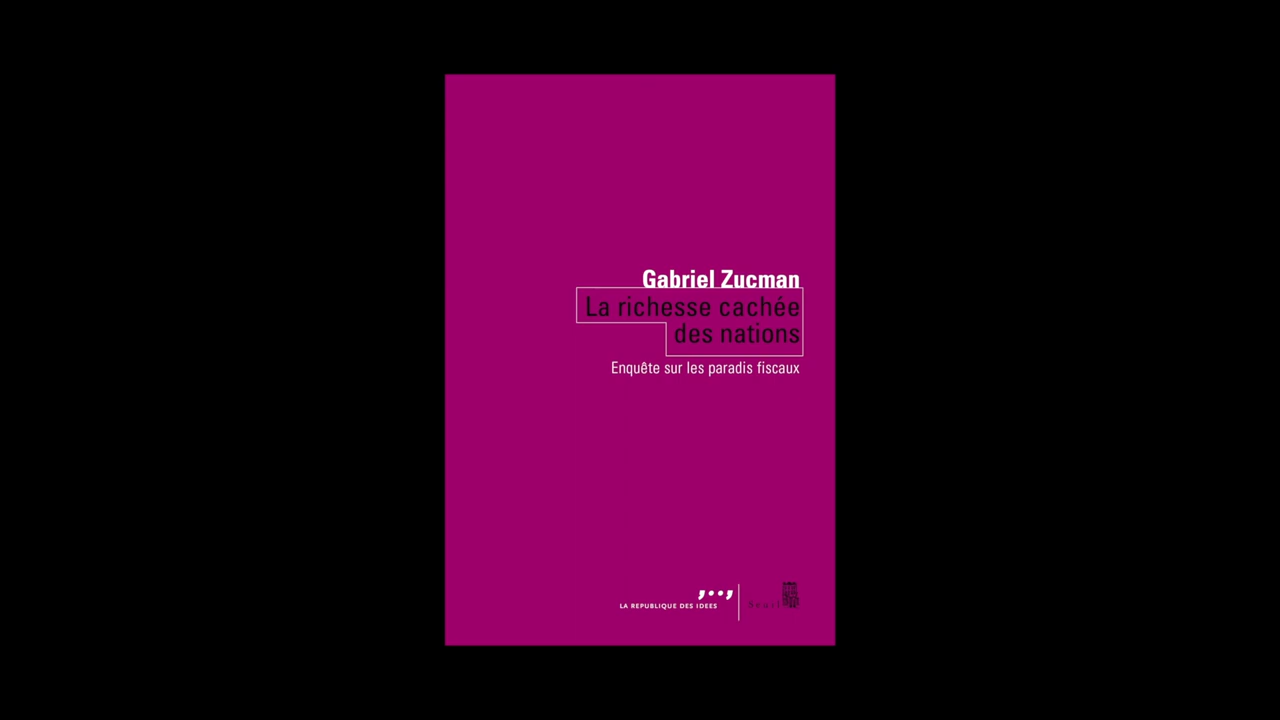 Gabriel Zucman
La richesse cachée
des nations
Enquête sur les paradis fiscaux
LA REPUBLIQUE DES IDEES
Seuil